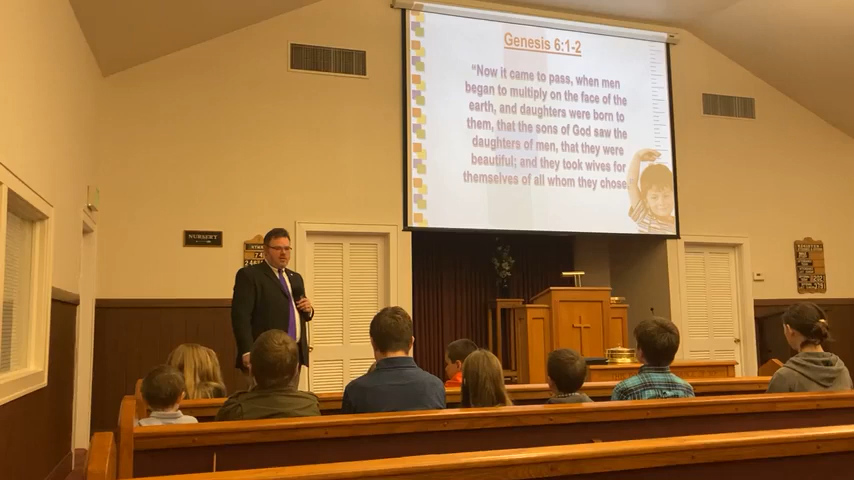 Genesis 6:1-2
“Now it came to pass, when men
began to multiply on the face of the
earth, and daughters were born to
them, that the sons of God saw the
daughters of men, that they were
beautiful; and they took wives for
themselves of all whom they chose.
NURSERY